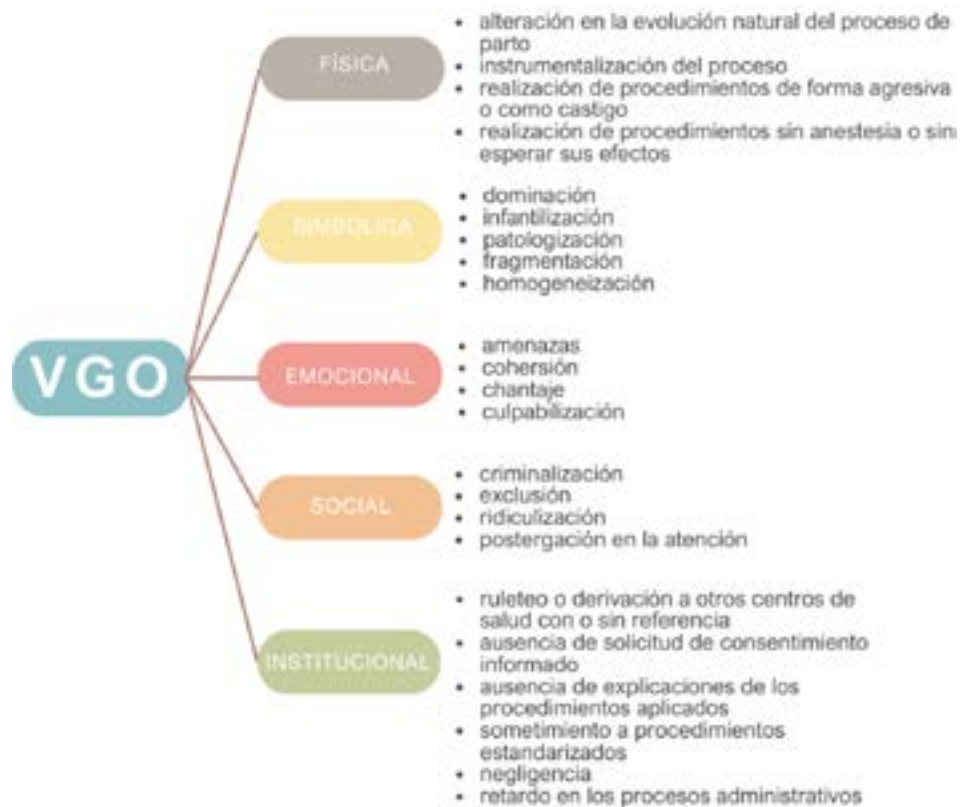 FÍSICA
• alteración en la evolución natural del proceso de
parto
• instrumentalización del proceso
• realización de procedimientos de forma agresiva
o como castigo
• realización de procedimientos sin anestesia o sin
esperar sus efectos
SIMBÓLICA
• dominación
• infantilización
• patologización
• fragmentación
• homogeneización
VGO
EMOCIONAL
• amenazas
• cohersión
• chantaje
• culpabilización
SOCIAL
• criminalización
• exclusión
• ridiculización
• postergación en la atención
INSTITUCIONAL
• ruleteo o derivación a otros centros de
salud con o sin referencia
• ausencia de solicitud de consentimiento
informado
• ausencia de explicaciones de los
procedimientos aplicados
• sometimiento a procedimientos
estandarizados
• negligencia
• retardo en los procesos administrativos